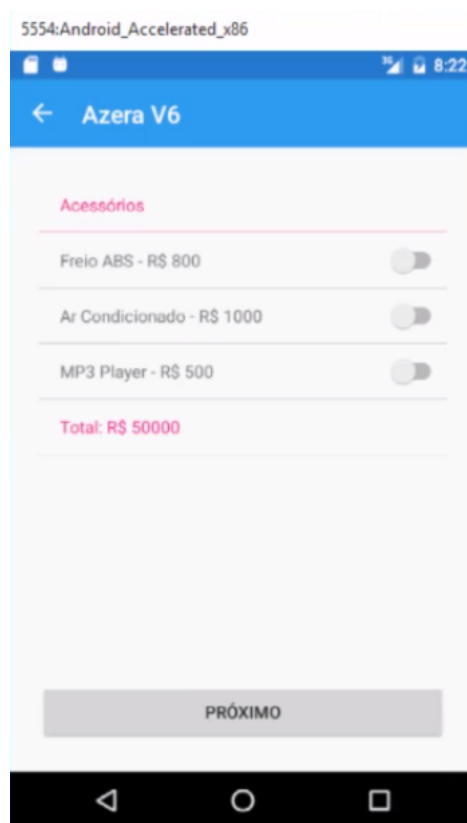 5554:Android_Accelerated_x86
3G 8:22
Azera V6
Acessórios
Freio ABS - R$ 800
Ar Condicionado - R$ 1000
MP3 Player - R$ 500
Total: R$ 50000
PRÓXIMO